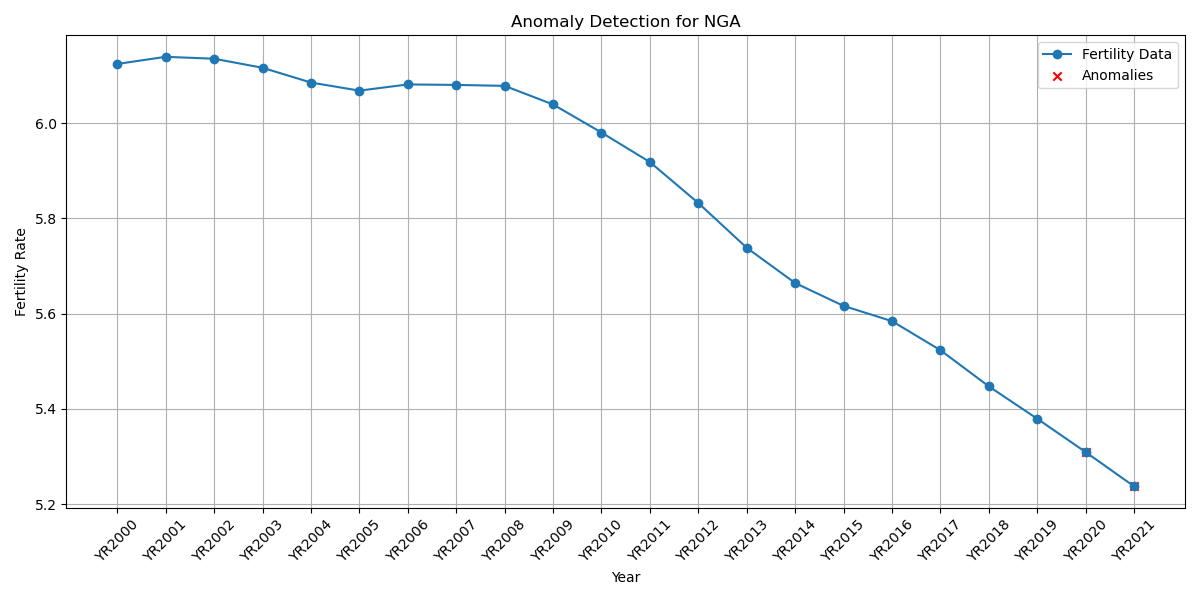 Anomaly Detection for NGA
Fertility Data
Anomalies
Fertility Rate
6.0
5.8
5.6
5.4
5.2
YR2000
YR2001
YR2002
YR2003
YR2004
YR2005
YR2006
YR2007
YR2008
YR2009
YR2010
YR2011
YR2012
YR2013
YR2014
YR2015
YR2016
YR2017
YR2018
YR2019
YR2020
YR2021
Year